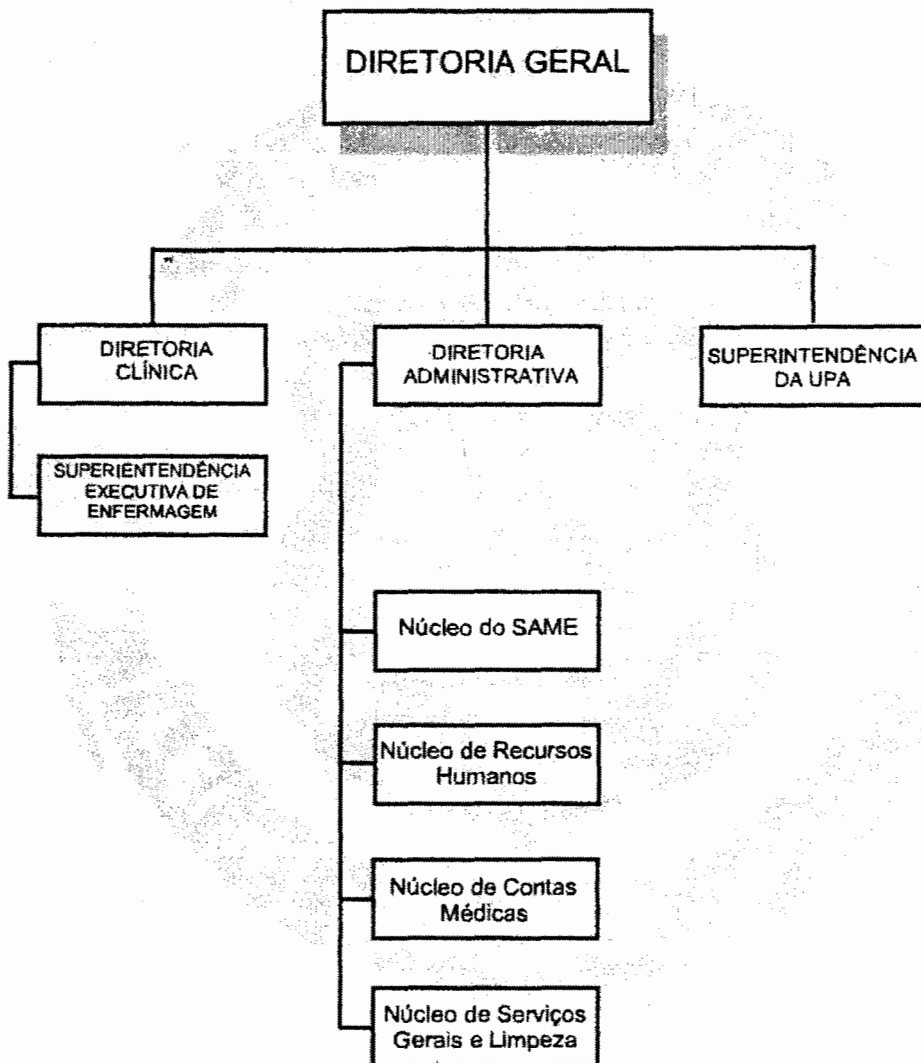 DIRETORIA GERAL
DIRETORIA
CLÍNICA
DIRETORIA
ADMINISTRATIVA
SUPERINTENDÊNCIA
DA UPA
SUPERIENTENDÊNCIA
EXECUTIVA DE
ENFERMAGEM
Núcleo do SAME
Núcleo de Recursos
Humanos
Núcleo de Contas
Médicas
Núcleo de Serviços
Gerais e Limpeza